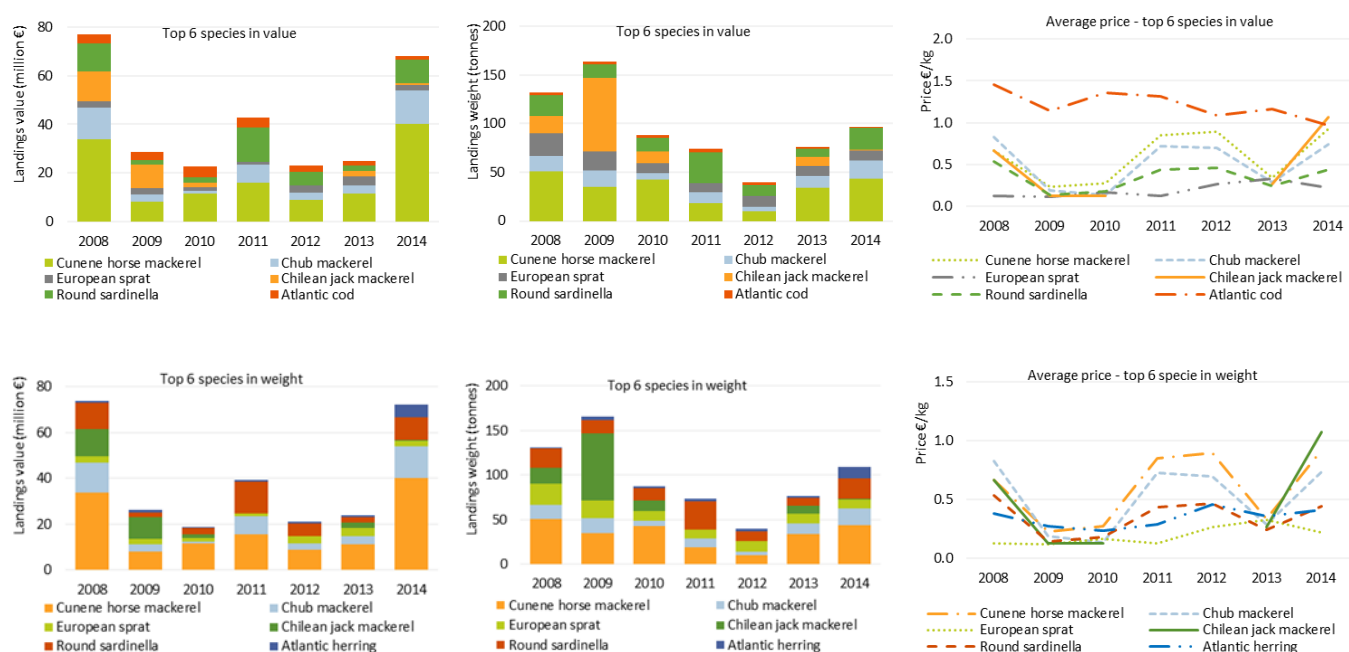 Top 6 species in value
Landings value (million €)
80
60
40
20
0
2008 2009 2010 2011 2012 2013 2014
Cunene horse mackerel Chub mackerel
European sprat Chilean jack mackerel
Round sardinella Atlantic cod
Top 6 species in value
Landings weight (tonnes)
200
150
100
50
0
2008 2009 2010 2011 2012 2013 2014
Cunene horse mackerel Chub mackerel
European sprat Chilean jack mackerel
Round sardinella Atlantic cod
Average price - top 6 species in value
Price €/kg
2.0
1.5
1.0
0.5
0.0
2008 2009 2010 2011 2012 2013 2014
Cunene horse mackerel Chub mackerel
European sprat Chilean jack mackerel
Round sardinella Atlantic cod
Top 6 species in weight
Landings value (million €)
80
60
40
20
0
2008 2009 2010 2011 2012 2013 2014
Cunene horse mackerel Chub mackerel
European sprat Chilean jack mackerel
Round sardinella Atlantic herring
Top 6 species in weight
Landings weight (tonnes)
200
150
100
50
0
2008 2009 2010 2011 2012 2013 2014
Cunene horse mackerel Chub mackerel
European sprat Chilean jack mackerel
Round sardinella Atlantic herring
Average price - top 6 specie in weight
Price €/kg
1.5
1.0
0.5
0.0
2008 2009 2010 2011 2012 2013 2014
Cunene horse mackerel Chub mackerel
European sprat Chilean jack mackerel
Round sardinella Atlantic herring